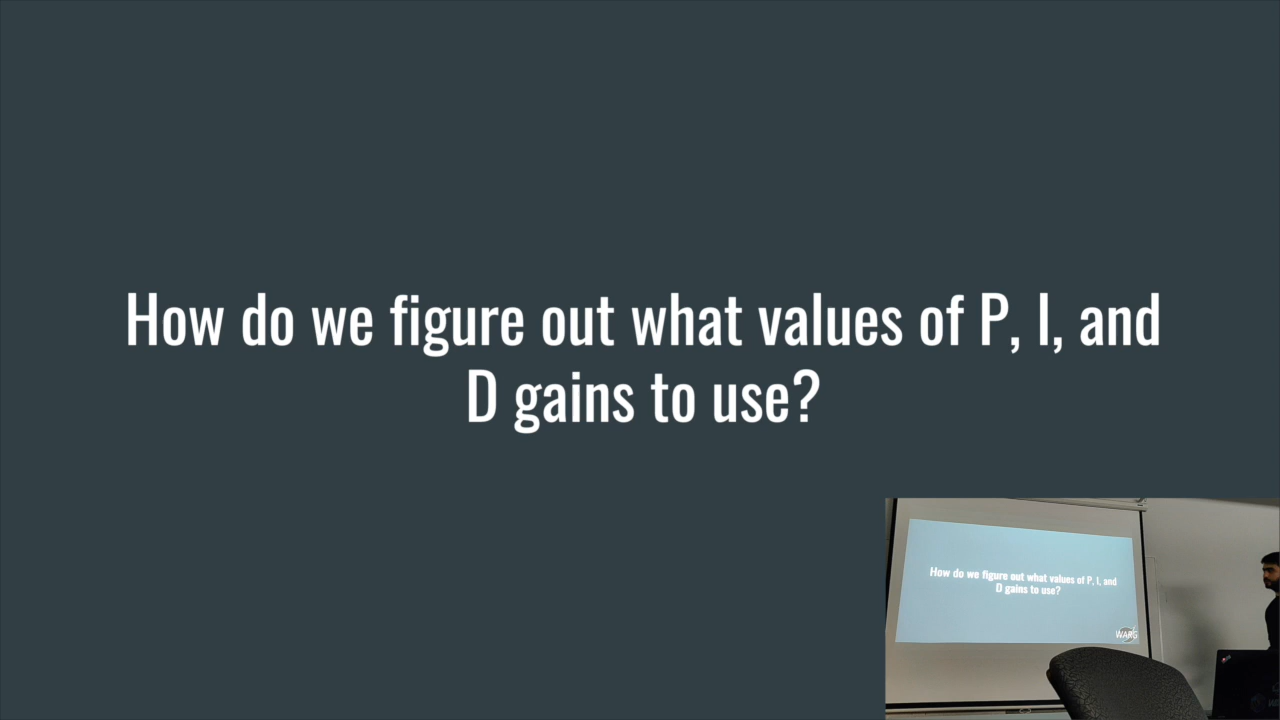 How do we figure out what values of P, I, and
D gains to use?
How do we figure out what values of P, I, and
D gains to use?
WARG